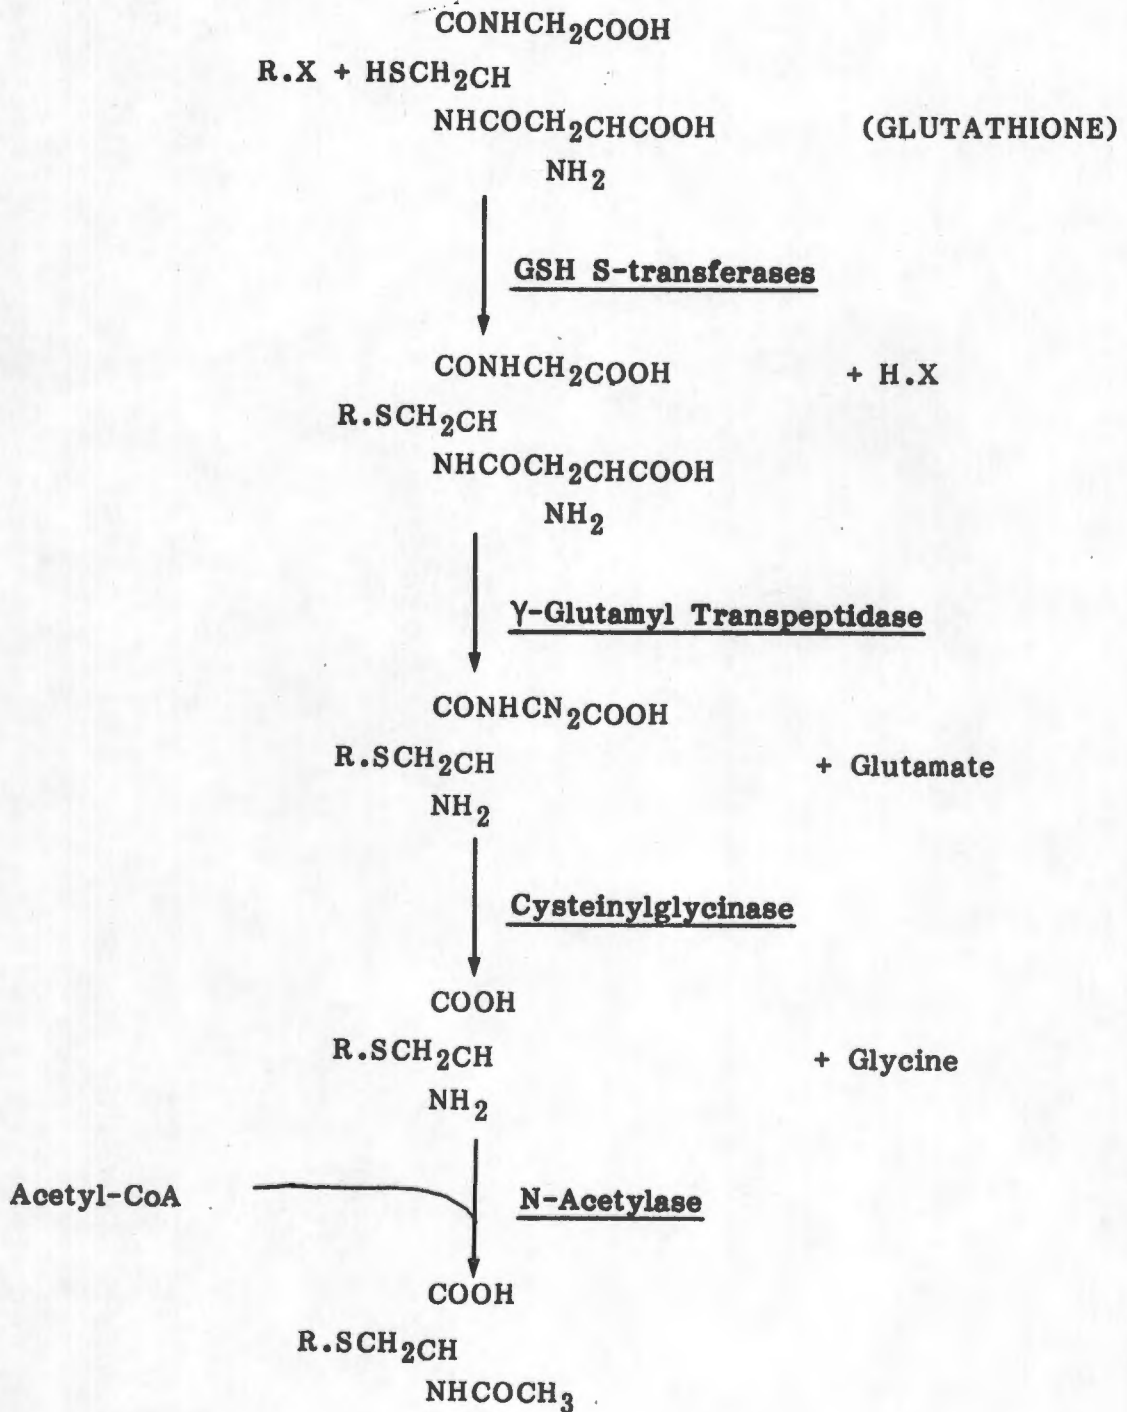 CONHCH₂COOH
R.X + HSCH₂CH
NHCOCH₂CHCOOH (GLUTATHIONE)
NH₂
GSH S-transferases
CONHCH₂COOH + H.X
R.SCH₂CH
NHCOCH₂CHCOOH
NH₂
γ-Glutamyl Transpeptidase
CONHCN₂COOH
R.SCH₂CH + Glutamate
NH₂
Cysteinylglycinase
COOH
R.SCH₂CH + Glycine
NH₂
Acetyl-CoA N-Acetylase
COOH
R.SCH₂CH
NHCOCH₃